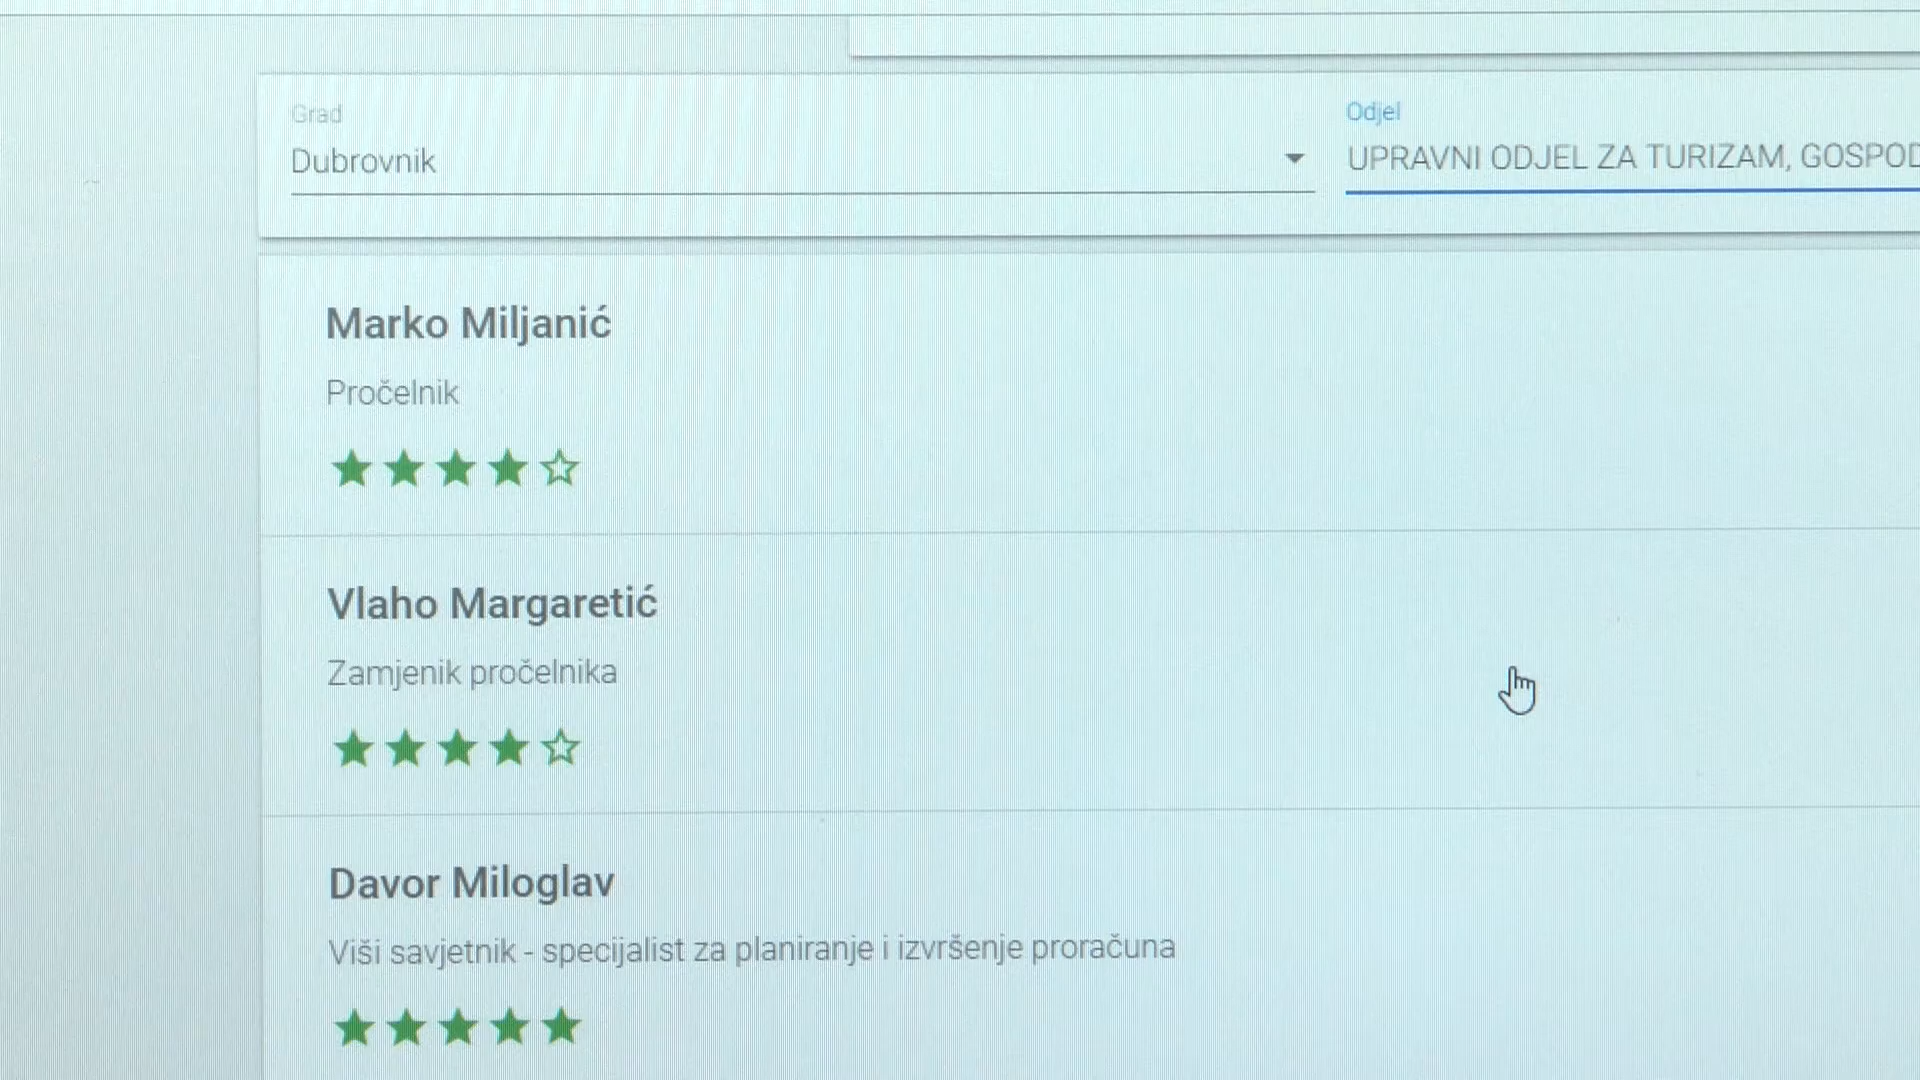 Grad
Odjel
Dubrovnik
UPRAVNI ODJEL ZA TURIZAM,
Marko Miljanić
Pročelnik
Vlaho Margaretić
Zamjenik pročelnika
Davor Miloglav
Viši savjetnik - specijalist za planiranje i izvršenje proračuna